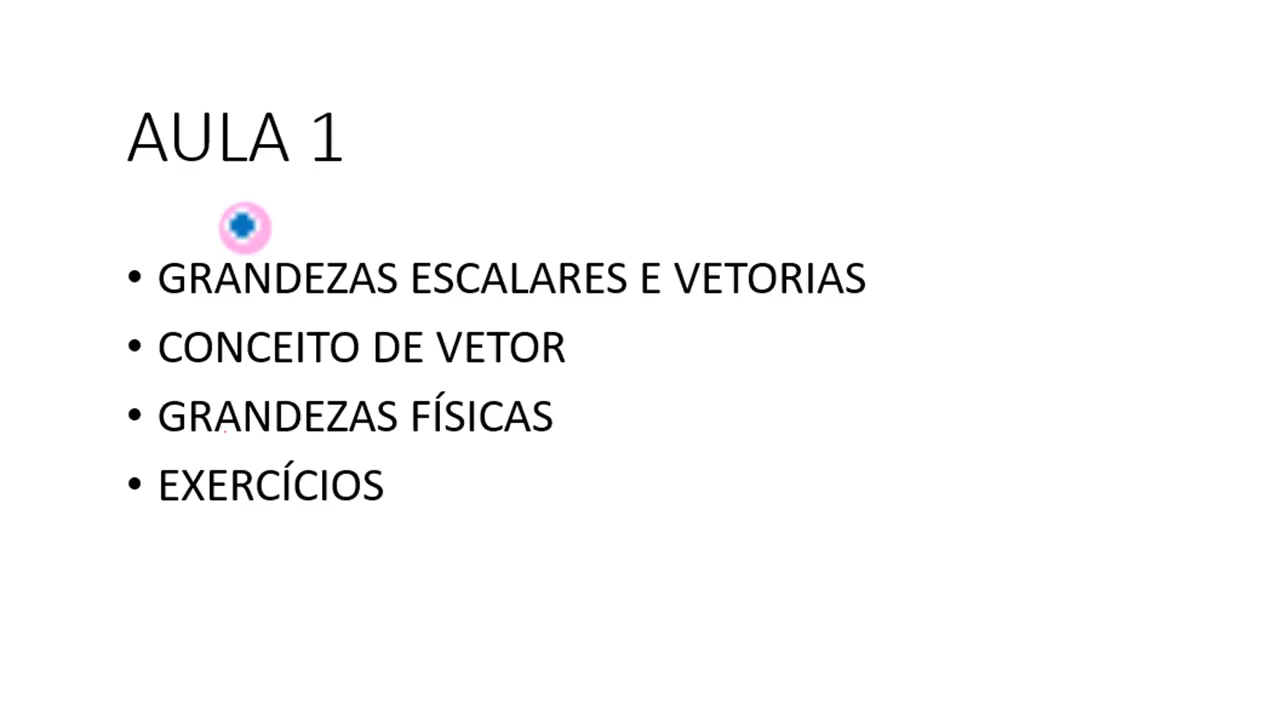 AULA 1
• GRANDEZAS ESCALARES E VETORIAS
• CONCEITO DE VETOR
• GRANDEZAS FÍSICAS
• EXERCÍCIOS